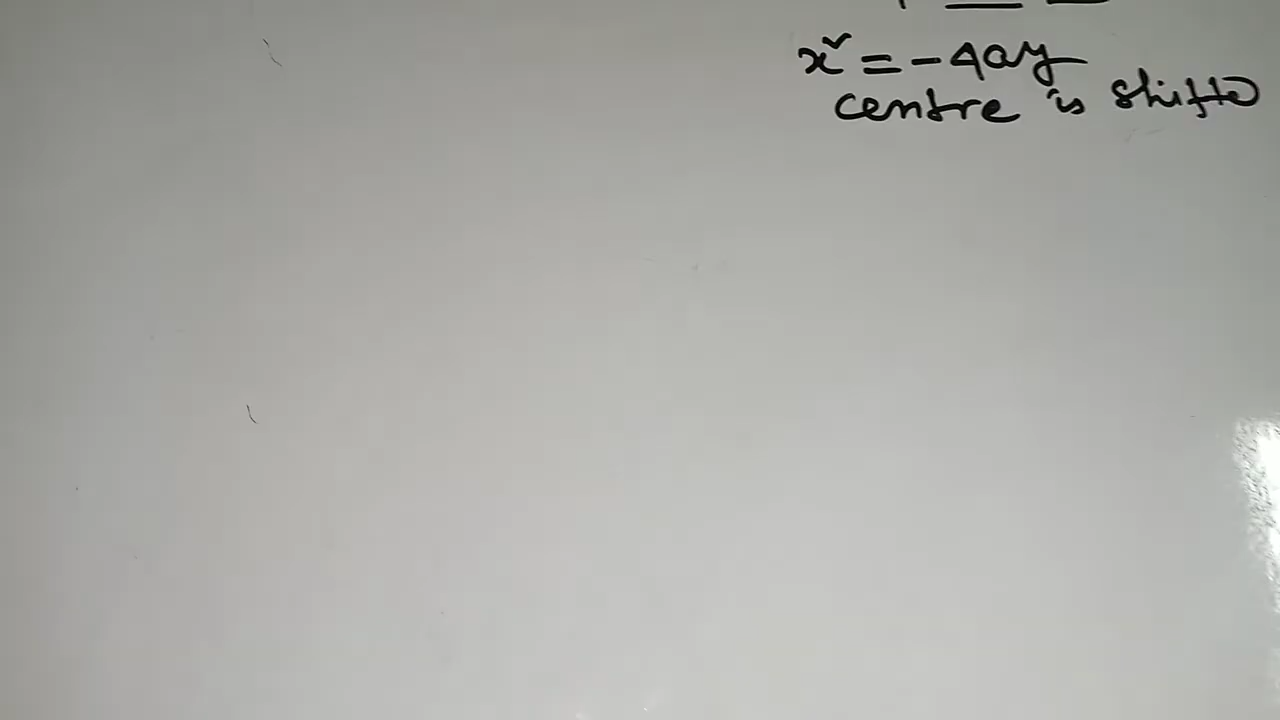 x² = -4ay
centre is shifted